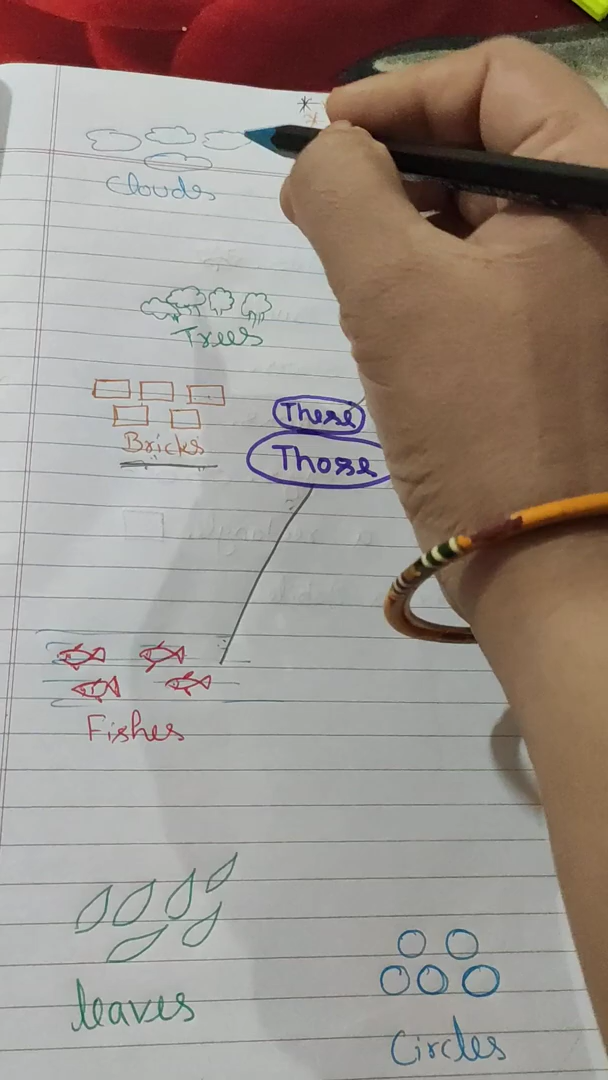 Clouds
Trees
These
Bricks
Those
Fishes
leaves
Circles